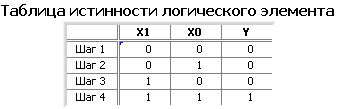 Таблица истинности логического элемента
X1 X0 Y
Шаг 1 0 0 0
Шаг 2 0 1 0
Шаг 3 1 0 0
Шаг 4 1 1 1